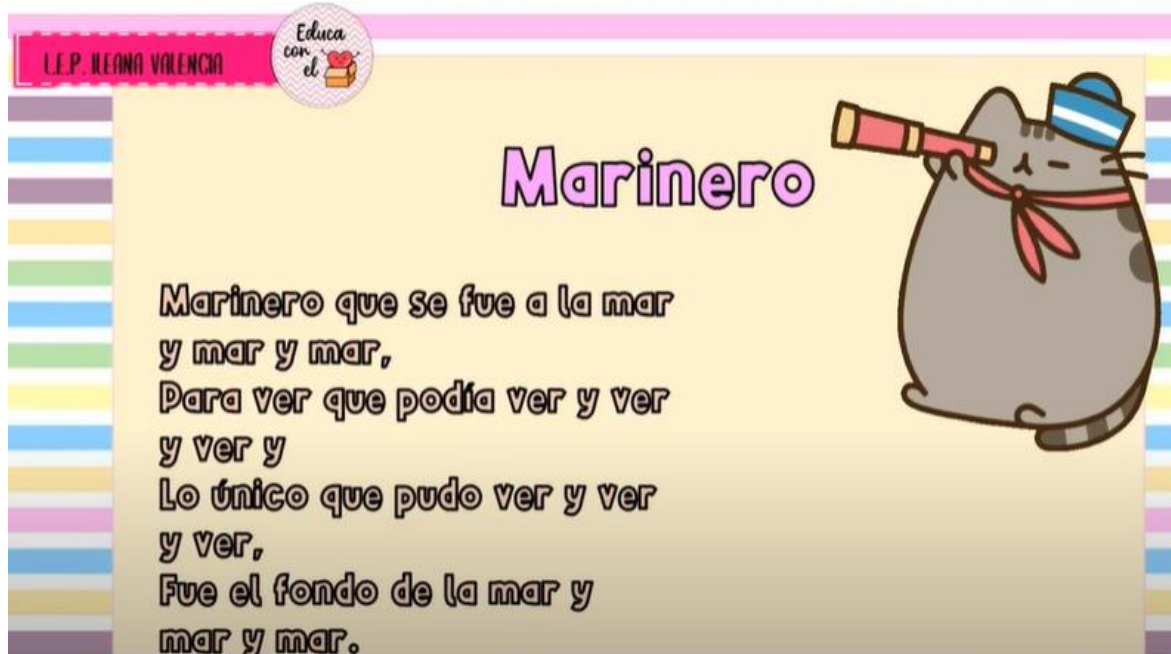 L.E.P. ILEANA VALENCIA
Educa
con
el
Marinero
Marinero que se fue a la mar
y mar y mar,
Para ver que podía ver y ver
y ver y
Lo único que pudo ver y ver
y ver,
Fue el fondo de la mar y
mar y mar.